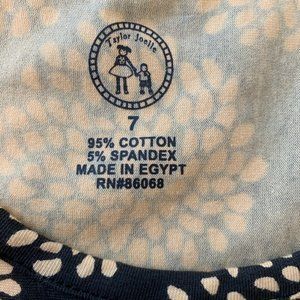 Taylor Joelle
7
95% COTTON
5% SPANDEX
MADE IN EGYPT
RN#86068